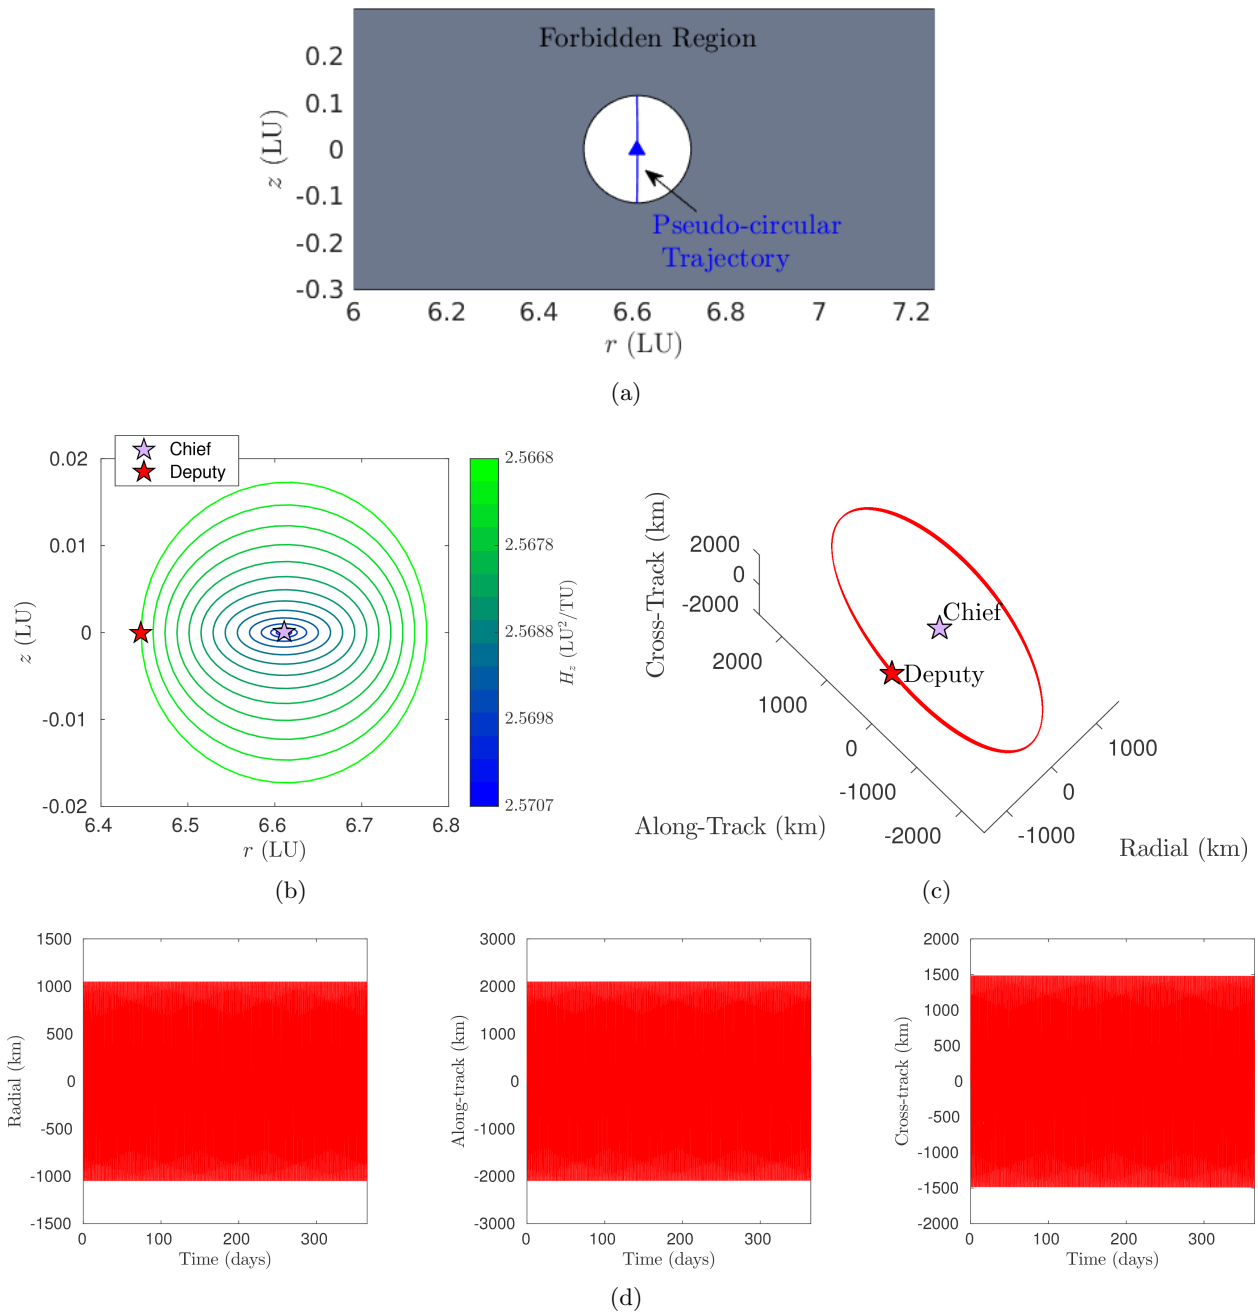 Forbidden Region
0.2
0.1
0
-0.1
-0.2
-0.3
z (LU)
Pseudo-circular
Trajectory
6 6.2 6.4 6.6 6.8 7 7.2
r (LU)
(a)
Chief
Deputy
0.02
0.01
0
-0.01
-0.02
z (LU)
6.4 6.5 6.6 6.7 6.8
r (LU)
2.5668
2.5678
2.5688
2.5698
2.5707
H_z (LU²/TU)
(b)
Cross-Track (km)
2000
0
-2000
2000
1000
0
-1000
-2000
Along-Track (km)
Chief
Deputy
1000
0
-1000
Radial (km)
(c)
1500
1000
500
0
-500
-1000
-1500
Radial (km)
0 100 200 300
Time (days)
3000
2000
1000
0
-1000
-2000
-3000
Along-track (km)
0 100 200 300
Time (days)
2000
1500
1000
500
0
-500
-1000
-1500
-2000
Cross-track (km)
0 100 200 300
Time (days)
(d)